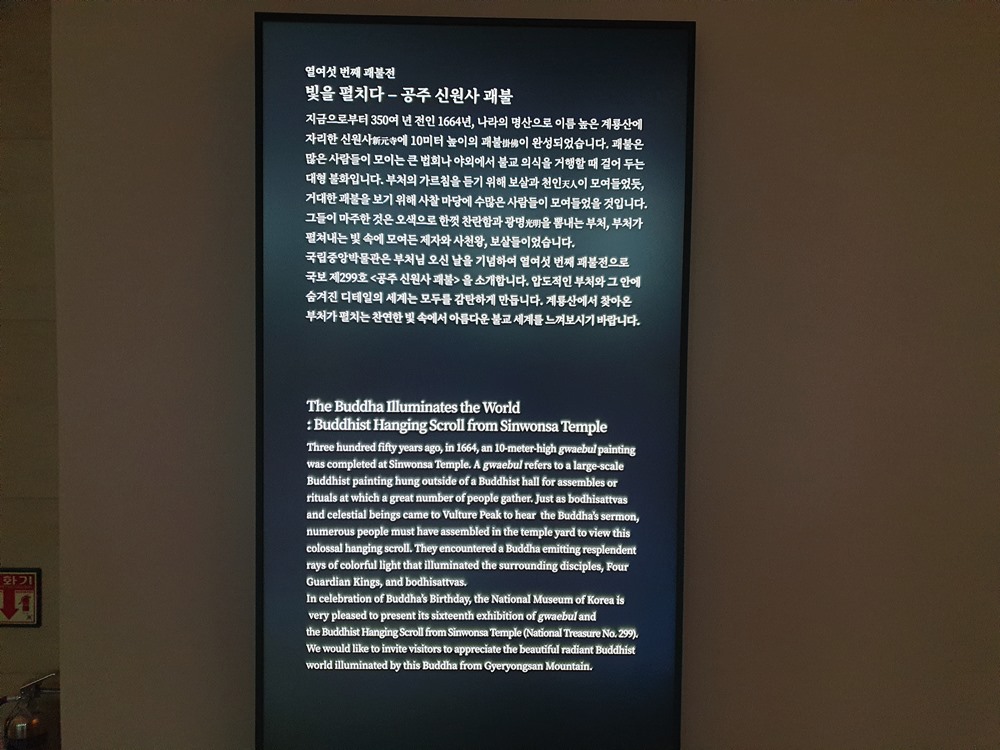 열여섯 번째 괘불전
빛을 펼치다 – 공주 신원사 괘불
지금으로부터 350여 년 전인 1664년, 나라의 명산으로 이름 높은 계룡산에
자리한 신원사新元寺에 10미터 높이의 괘불掛佛이 완성되었습니다. 괘불은
많은 사람들이 모이는 큰 법회나 야외에서 불교 의식을 거행할 때 걸어 두는
대형 불화입니다. 부처의 가르침을 듣기 위해 보살과 천인天人이 모여들었듯,
거대한 괘불을 보기 위해 사찰 마당에 수많은 사람들이 모여들었을 것입니다.
그들이 마주한 것은 오색으로 한껏 찬란함과 광명光明을 뿜내는 부처, 부처가
펼쳐내는 빛 속에 모여든 제자와 사천왕, 보살들이었습니다.
국립중앙박물관은 부처님 오신 날을 기념하여 열여섯 번째 괘불전으로
국보 제299호 <공주 신원사 괘불> 을 소개합니다. 압도적인 부처와 그 안에
숨겨진 디테일의 세계는 모두를 감탄하게 만듭니다. 계룡산에서 찾아온
부처가 펼치는 찬연한 빛 속에서 아름다운 불교 세계를 느껴보시기 바랍니다.
The Buddha Illuminates the World
: Buddhist Hanging Scroll from Sinwonsa Temple
Three hundred fifty years ago, in 1664, an 10-meter-high gwaebul painting
was completed at Sinwonsa Temple. A gwaebul refers to a large-scale
Buddhist painting hung outside of a Buddhist hall for assembles or
rituals at which a great number of people gather. Just as bodhisattvas
and celestial beings came to Vulture Peak to hear the Buddha's sermon,
numerous people must have assembled in the temple yard to view this
colossal hanging scroll. They encountered a Buddha emitting resplendent
rays of colorful light that illuminated the surrounding disciples, Four
Guardian Kings, and bodhisattvas.
In celebration of Buddha's Birthday, the National Museum of Korea is
very pleased to present its sixteenth exhibition of gwaebul and
the Buddhist Hanging Scroll from Sinwonsa Temple (National Treasure No. 299).
We would like to invite visitors to appreciate the beautiful radiant Buddhist
world illuminated by this Buddha from Gyeryongsan Mountain.
화기